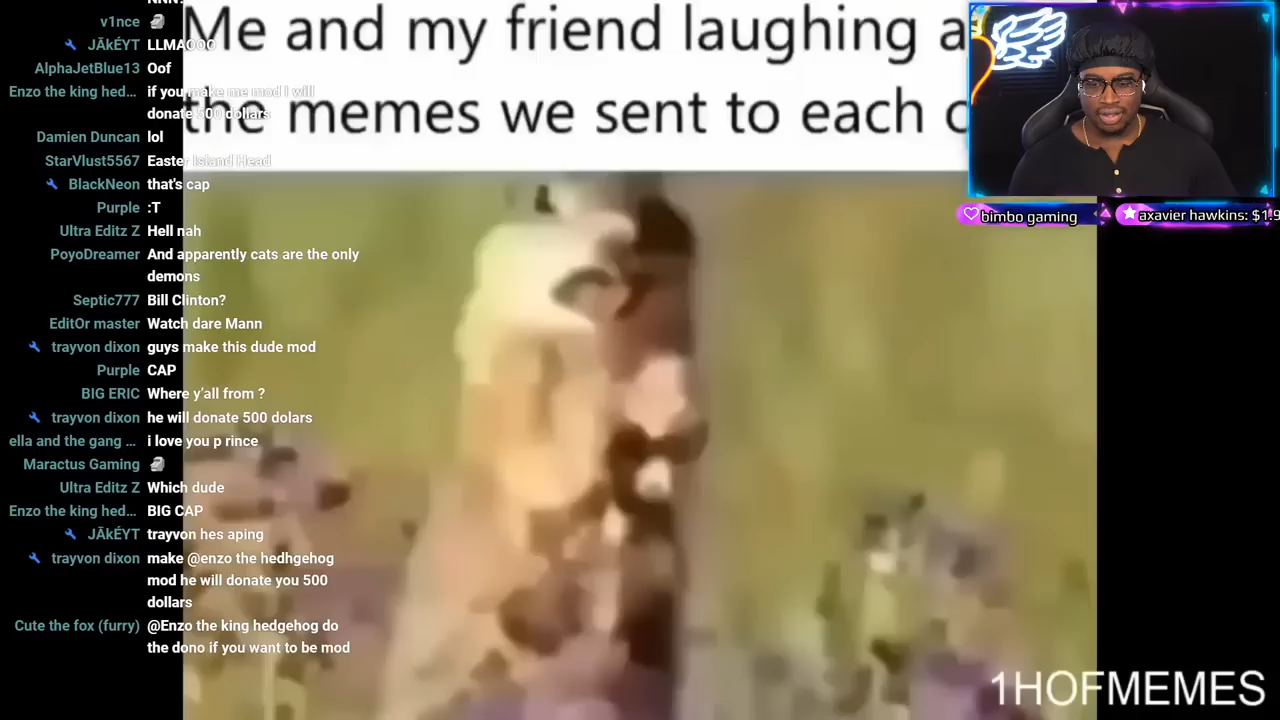 v1nce
JĀkÉYT LLMAOOO
AlphaJetBlue13 Oof
Enzo the king hed... if you make me mod I will
donate 500 dollars
Damien Duncan lol
StarVlust5567 Easter Island Head
BlackNeon that's cap
Purple :T
Ultra Editz Z Hell nah
PoyoDreamer And apparently cats are the only
demons
Septic777 Bill Clinton?
EditOr master Watch dare Mann
trayvon dixon guys make this dude mod
Purple CAP
BIG ERIC Where y'all from ?
trayvon dixon he will donate 500 dolars
ella and the gang ... i love you p rince
Maractus Gaming
Ultra Editz Z Which dude
Enzo the king hed... BIG CAP
JĀkÉYT trayvon hes aping
trayvon dixon make @enzo the hedhgehog
mod he will donate you 500
dollars
Cute the fox (furry) @Enzo the king hedgehog do
the dono if you want to be mod
Me and my friend laughing a
the memes we sent to each
bimbo gaming
axavier hawkins: $1.9
1HOFMEMES